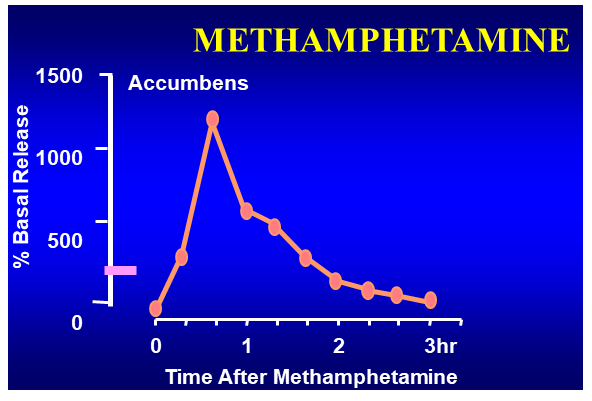 METHAMPHETAMINE
Accumbens
% Basal Release
1500
1000
500
0
0 1 2 3hr
Time After Methamphetamine